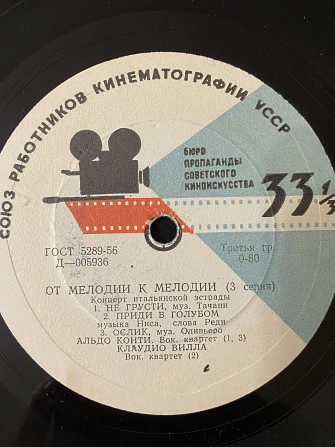 СОЮЗ РАБОТНИКОВ КИНЕМАТОГРАФИИ УССР
БЮРО
ПРОПАГАНДЫ
СОВЕТСКОГО
КИНОИСКУССТВА
33⅓
ГОСТ 5289-56
Д—005936
Третья гр.
0-80
ОТ МЕЛОДИИ К МЕЛОДИИ (3 серия)
Концерт итальянской эстрады
1. НЕ ГРУСТИ, муз. Тачани
2. ПРИДИ В ГОЛУБОМ
музыка Ниса, слова Реди
3. ОСЛИК, муз. Оливьеро
АЛЬДО КОНТИ. Вок. квартет (1, 3)
КЛАУДИО ВИЛЛА
Вок. квартет (2)